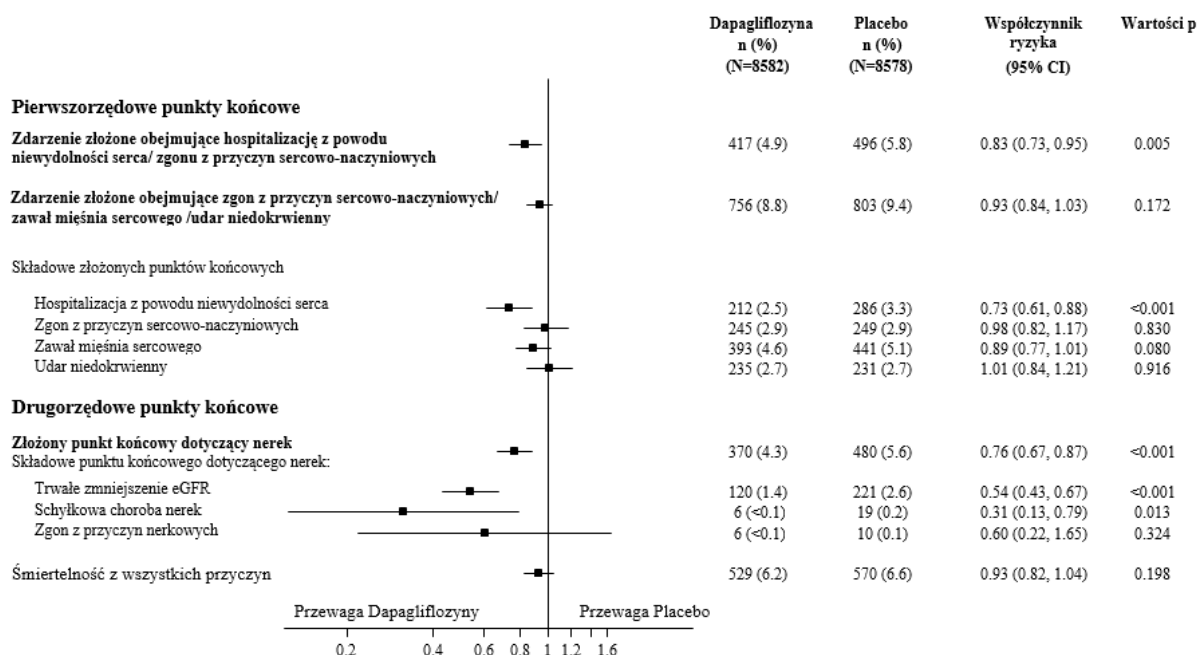 Dapagliflozyna Placebo Współczynnik Wartości p
n (%) n (%) ryzyka
(N=8582) (N=8578) (95% CI)
Pierwszorzędowe punkty końcowe
Zdarzenie złożone obejmujące hospitalizację z powodu
niewydolności serca/ zgonu z przyczyn sercowo-naczyniowych 417 (4.9) 496 (5.8) 0.83 (0.73, 0.95) 0.005
Zdarzenie złożone obejmujące zgon z przyczyn sercowo-naczyniowych/
zawał mięśnia sercowego /udar niedokrwienny 756 (8.8) 803 (9.4) 0.93 (0.84, 1.03) 0.172
Składowe złożonych punktów końcowych
Hospitalizacja z powodu niewydolności serca 212 (2.5) 286 (3.3) 0.73 (0.61, 0.88) <0.001
Zgon z przyczyn sercowo-naczyniowych 245 (2.9) 249 (2.9) 0.98 (0.82, 1.17) 0.830
Zawał mięśnia sercowego 393 (4.6) 441 (5.1) 0.89 (0.77, 1.01) 0.080
Udar niedokrwienny 235 (2.7) 231 (2.7) 1.01 (0.84, 1.21) 0.916
Drugorzędowe punkty końcowe
Złożony punkt końcowy dotyczący nerek 370 (4.3) 480 (5.6) 0.76 (0.67, 0.87) <0.001
Składowe punktu końcowego dotyczącego nerek:
Trwałe zmniejszenie eGFR 120 (1.4) 221 (2.6) 0.54 (0.43, 0.67) <0.001
Schyłkowa choroba nerek 6 (<0.1) 19 (0.2) 0.31 (0.13, 0.79) 0.013
Zgon z przyczyn nerkowych 6 (<0.1) 10 (0.1) 0.60 (0.22, 1.65) 0.324
Śmiertelność z wszystkich przyczyn 529 (6.2) 570 (6.6) 0.93 (0.82, 1.04) 0.198
Przewaga Dapagliflozyny Przewaga Placebo
0.2 0.4 0.6 0.8 1 1.2 1.6